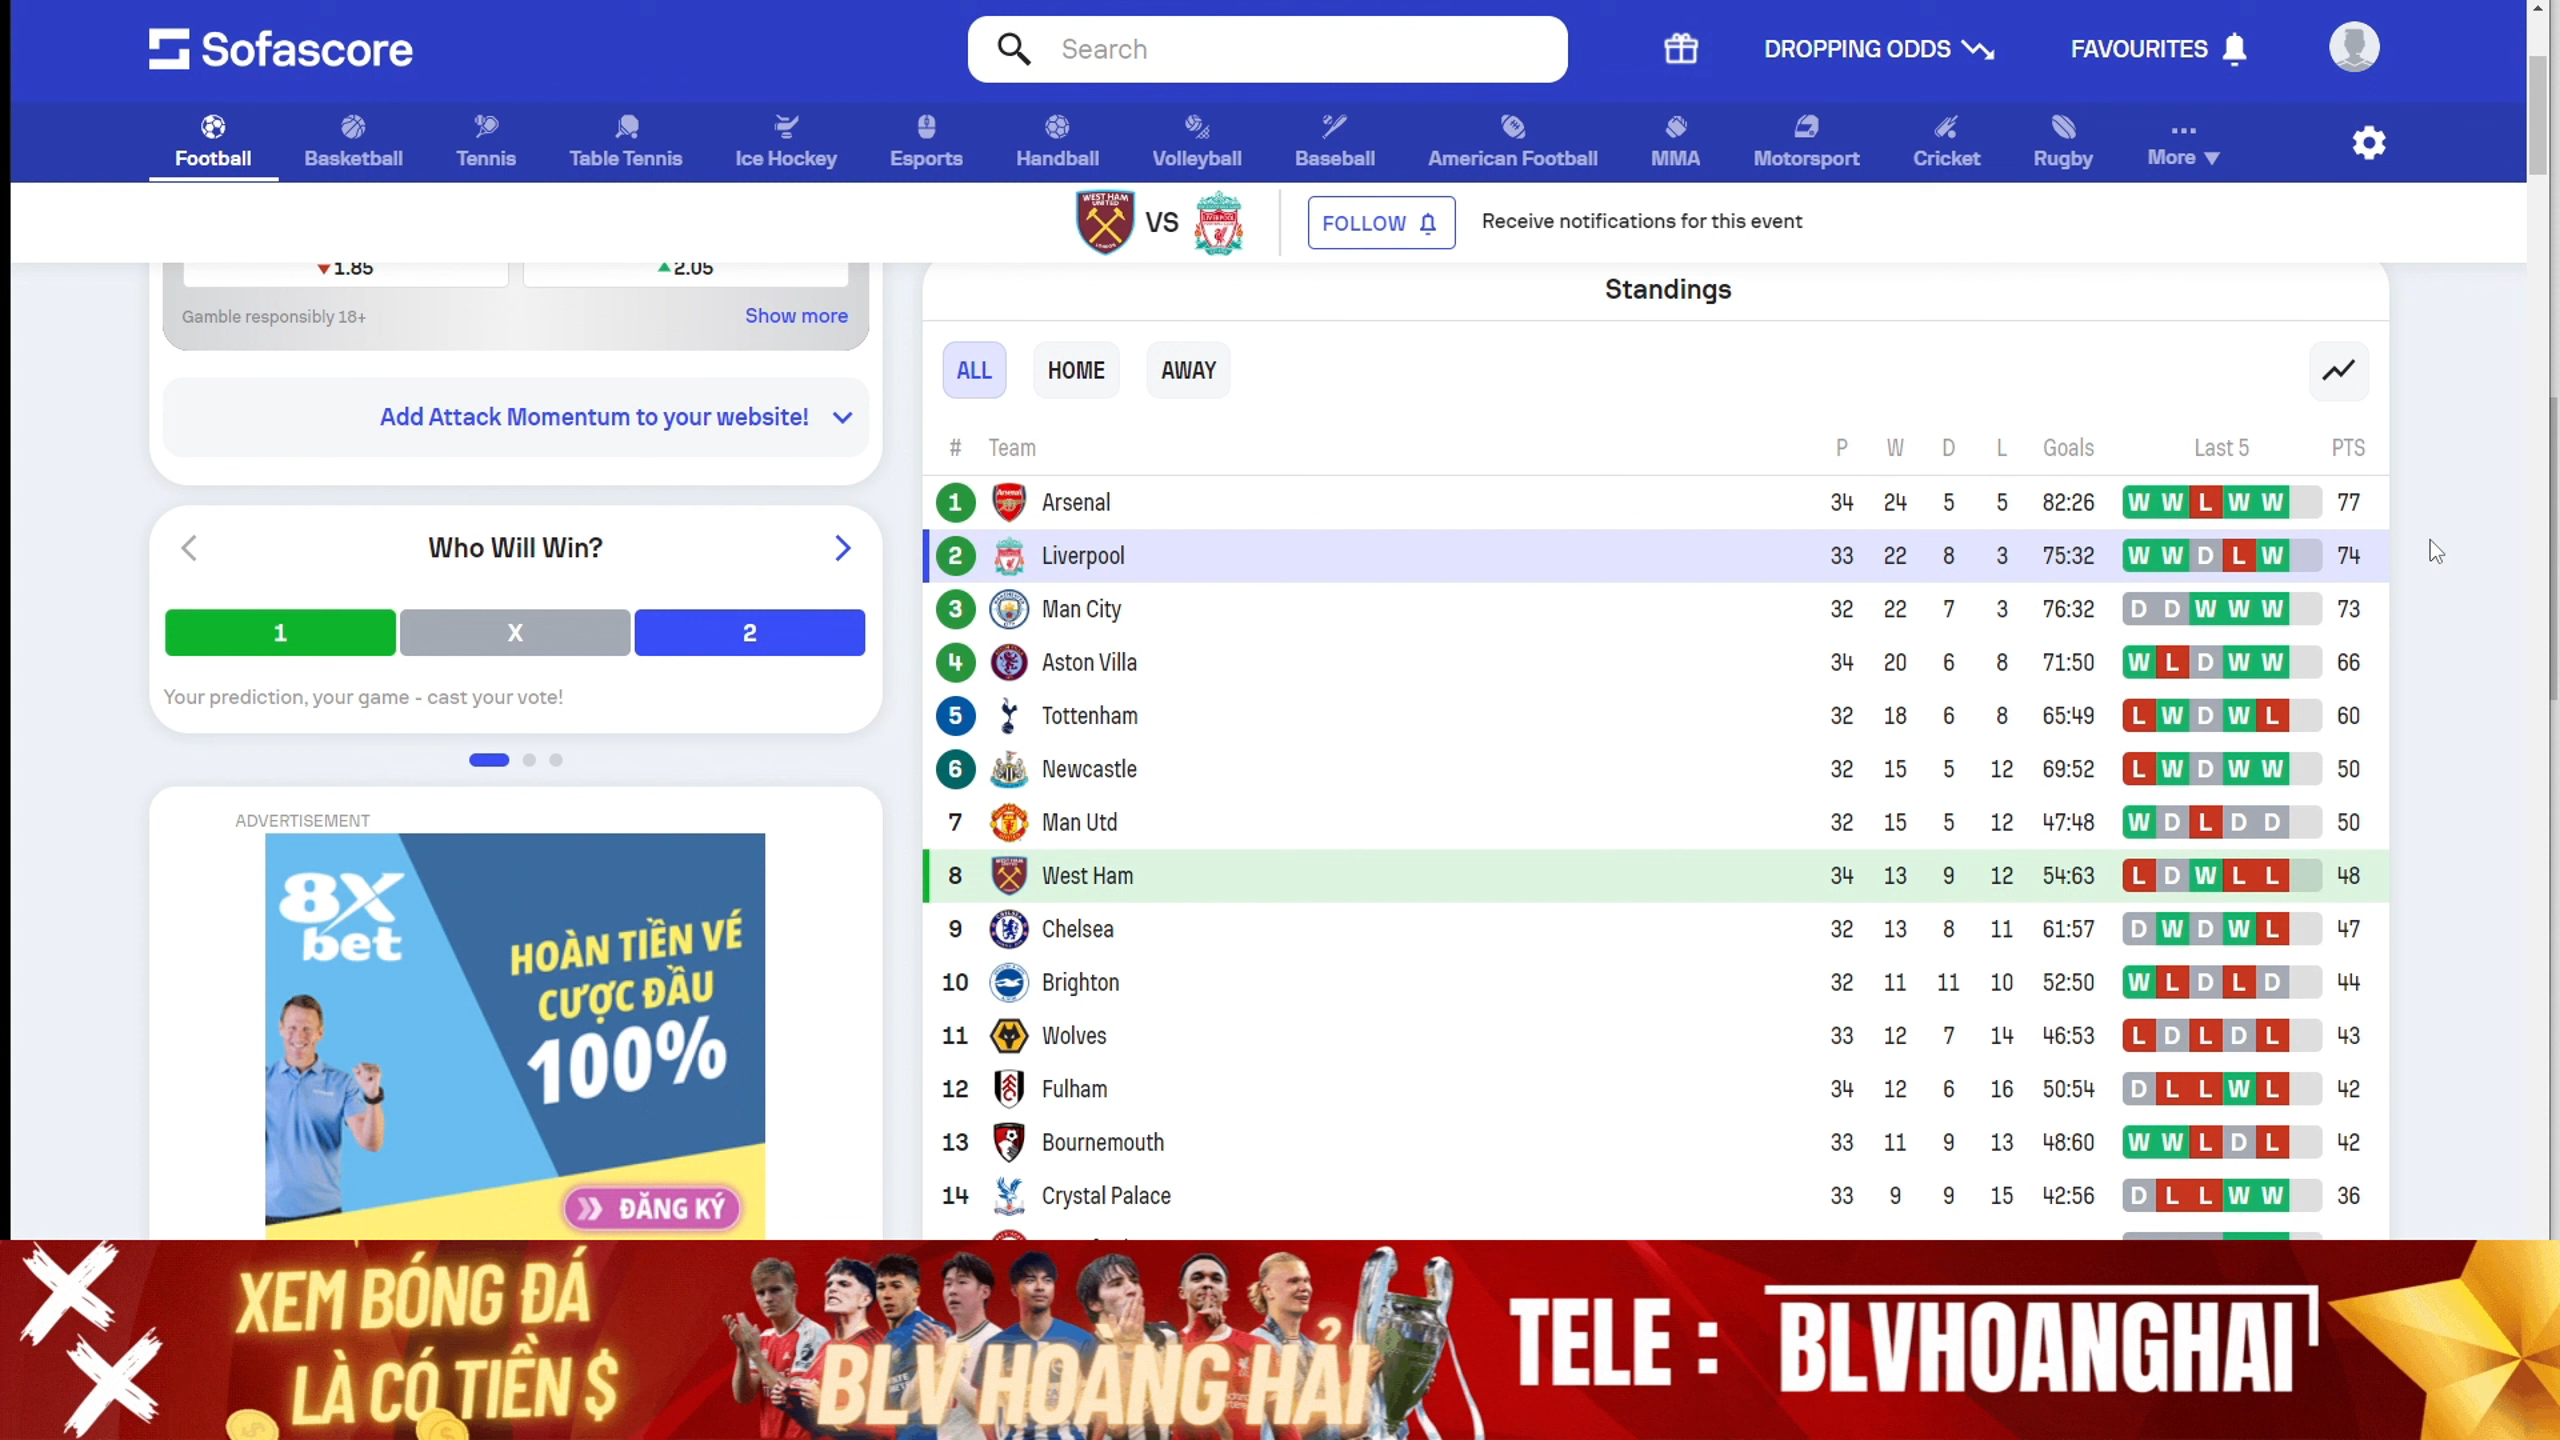 Sofascore
Search
DROPPING ODDS
FAVOURITES
Football
Basketball
Tennis
Table Tennis
Ice Hockey
Esports
Handball
Volleyball
Baseball
American Football
MMA
Motorsport
Cricket
Rugby
More
WEST HAM UNITED LONDON VS
FOLLOW
Receive notifications for this event
1.85
2.05
Gamble responsibly 18+
Show more
Add Attack Momentum to your website!
Who Will Win?
1 X 2
Your prediction, your game - cast your vote!
ADVERTISEMENT
8X
bet
HOÀN TIỀN VÉ
CƯỢC ĐẦU
100%
ĐĂNG KÝ
Standings
ALL HOME AWAY
# Team P W D L Goals Last 5 PTS
1 Arsenal 34 24 5 5 82:26 W W L W W 77
2 Liverpool 33 22 8 3 75:32 W W D L W 74
3 Man City 32 22 7 3 76:32 D D W W W 73
4 Aston Villa 34 20 6 8 71:50 W L D W W 66
5 Tottenham 32 18 6 8 65:49 L W D W L 60
6 Newcastle 32 15 5 12 69:52 L W D W W 50
7 Man Utd 32 15 5 12 47:48 W D L D D 50
8 West Ham 34 13 9 12 54:63 L D W L L 48
9 Chelsea 32 13 8 11 61:57 D W D W L 47
10 Brighton 32 11 11 10 52:50 W L D L D 44
11 Wolves 33 12 7 14 46:53 L D L D L 43
12 Fulham 34 12 6 16 50:54 D L L W L 42
13 Bournemouth 33 11 9 13 48:60 W W L D L 42
14 Crystal Palace 33 9 9 15 42:56 D L L W W 36
XEM BÓNG ĐÁ
LÀ CÓ TIỀN $
BLV HOÀNG HẢI
TELE : BLVHOANGHAI